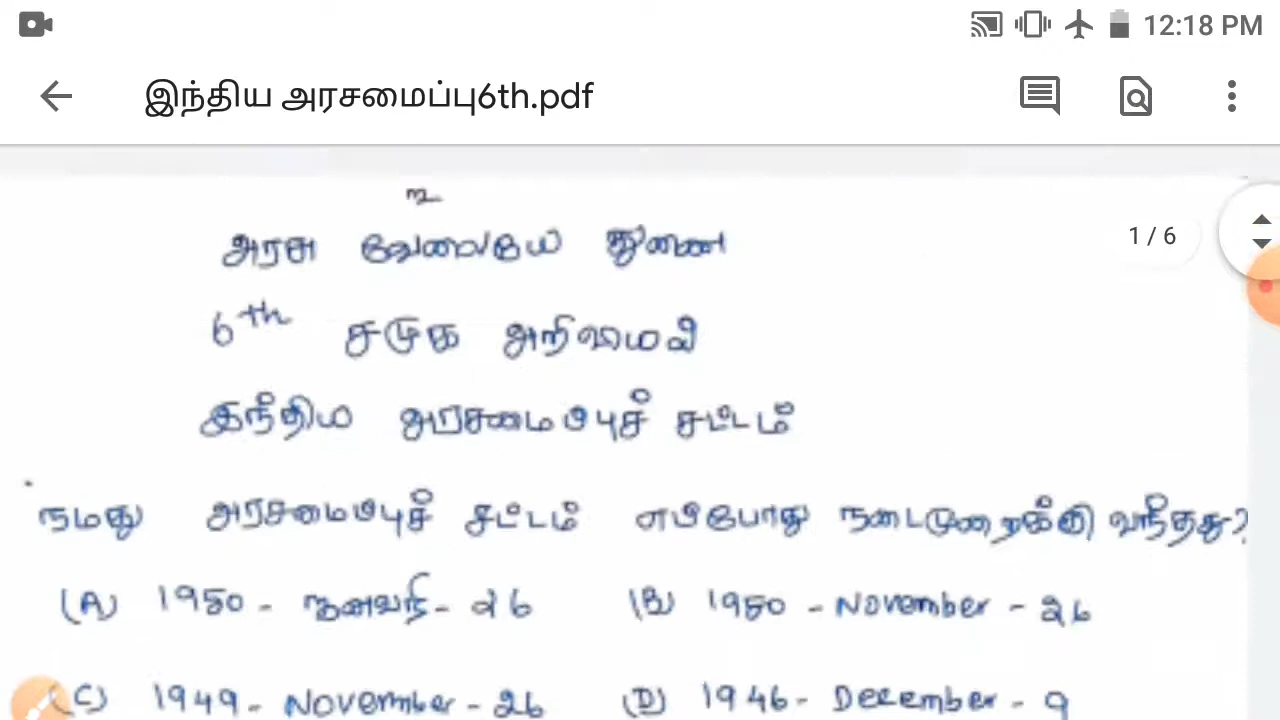 12:18 PM
இந்திய அரசமைப்பு6th.pdf
உ
1 / 6
அரசு வேலையே துணை
6th சமூக அறிவியல்
இந்திய அரசமைப்புச் சட்டம்
நமது அரசமைப்புச் சட்டம் எப்போது நடைமுறைக்கு வந்தது?
(A) 1950 - ஜனவரி - 26 (B) 1950 - November - 26
(C) 1949 - November - 26 (D) 1946 - December - 9